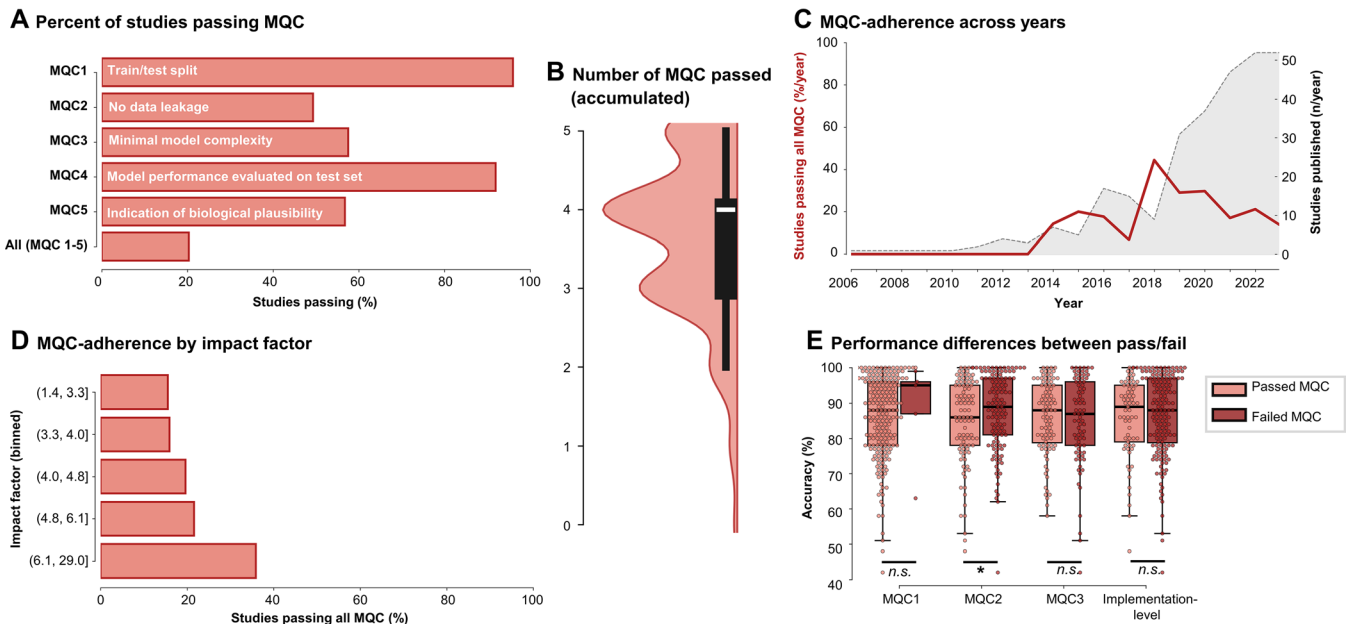 A Percent of studies passing MQC
MQC1
Train/test split
MQC2
No data leakage
MQC3
Minimal model complexity
MQC4
Model performance evaluated on test set
MQC5
Indication of biological plausibility
All (MQC 1-5)
0 20 40 60 80 100
Studies passing (%)
B Number of MQC passed
(accumulated)
5
4
3
2
1
0
C MQC-adherence across years
Studies passing all MQC (%/year)
100
80
60
40
20
0
50
40
30
20
10
0
Studies published (n/year)
2006 2008 2010 2012 2014 2016 2018 2020 2022
Year
D MQC-adherence by impact factor
Impact factor (binned)
(1.4, 3.3]
(3.3, 4.0]
(4.0, 4.8]
(4.8, 6.1]
(6.1, 29.0]
0 20 40 60 80 100
Studies passing all MQC (%)
E Performance differences between pass/fail
Accuracy (%)
100
90
80
70
60
50
40
n.s. * n.s. n.s.
MQC1 MQC2 MQC3 Implementation-
level
Passed MQC
Failed MQC